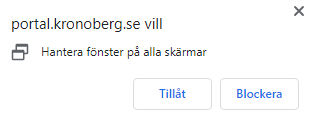 portal.kronoberg.se vill
Hantera fönster på alla skärmar
Tillåt Blockera